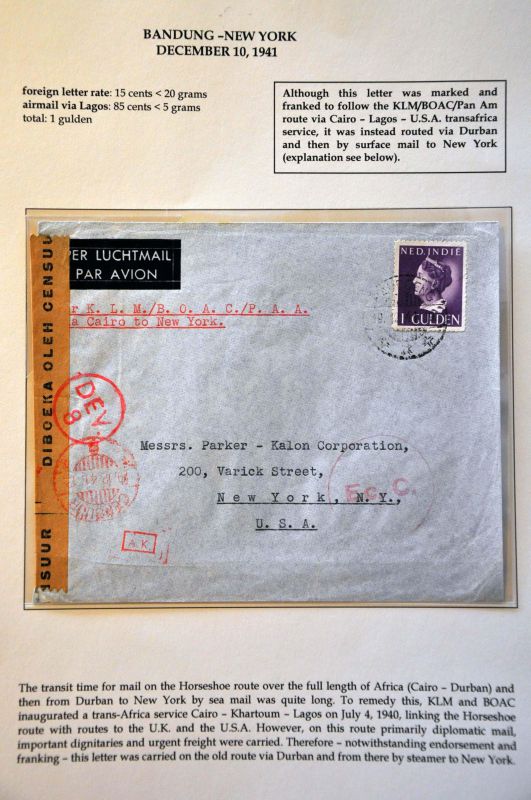 BANDUNG –NEW YORK
DECEMBER 10, 1941
foreign letter rate: 15 cents < 20 grams
airmail via Lagos: 85 cents < 5 grams
total: 1 gulden
Although this letter was marked and
franked to follow the KLM/BOAC/Pan Am
route via Cairo – Lagos – U.S.A. transafrica
service, it was instead routed via Durban
and then by surface mail to New York
(explanation see below).
PER LUCHTMAIL
PAR AVION
NED. INDIË
1 GULDEN
r K. L. M./B. O. A. C./P. A. A.
a Cairo to New York.
DIBOEKA OLEH CENSUU
NSUUR
DEV.
8
Messrs. Parker - Kalon Corporation,
200, Varick Street,
New York, N.Y.,
U. S. A.
Ec. C.
A.K.
The transit time for mail on the Horseshoe route over the full length of Africa (Cairo – Durban) and
then from Durban to New York by sea mail was quite long. To remedy this, KLM and BOAC
inaugurated a trans-Africa service Cairo – Khartoum – Lagos on July 4, 1940, linking the Horseshoe
route with routes to the U.K. and the U.S.A. However, on this route primarily diplomatic mail,
important dignitaries and urgent freight were carried. Therefore – notwithstanding endorsement and
franking – this letter was carried on the old route via Durban and from there by steamer to New York.